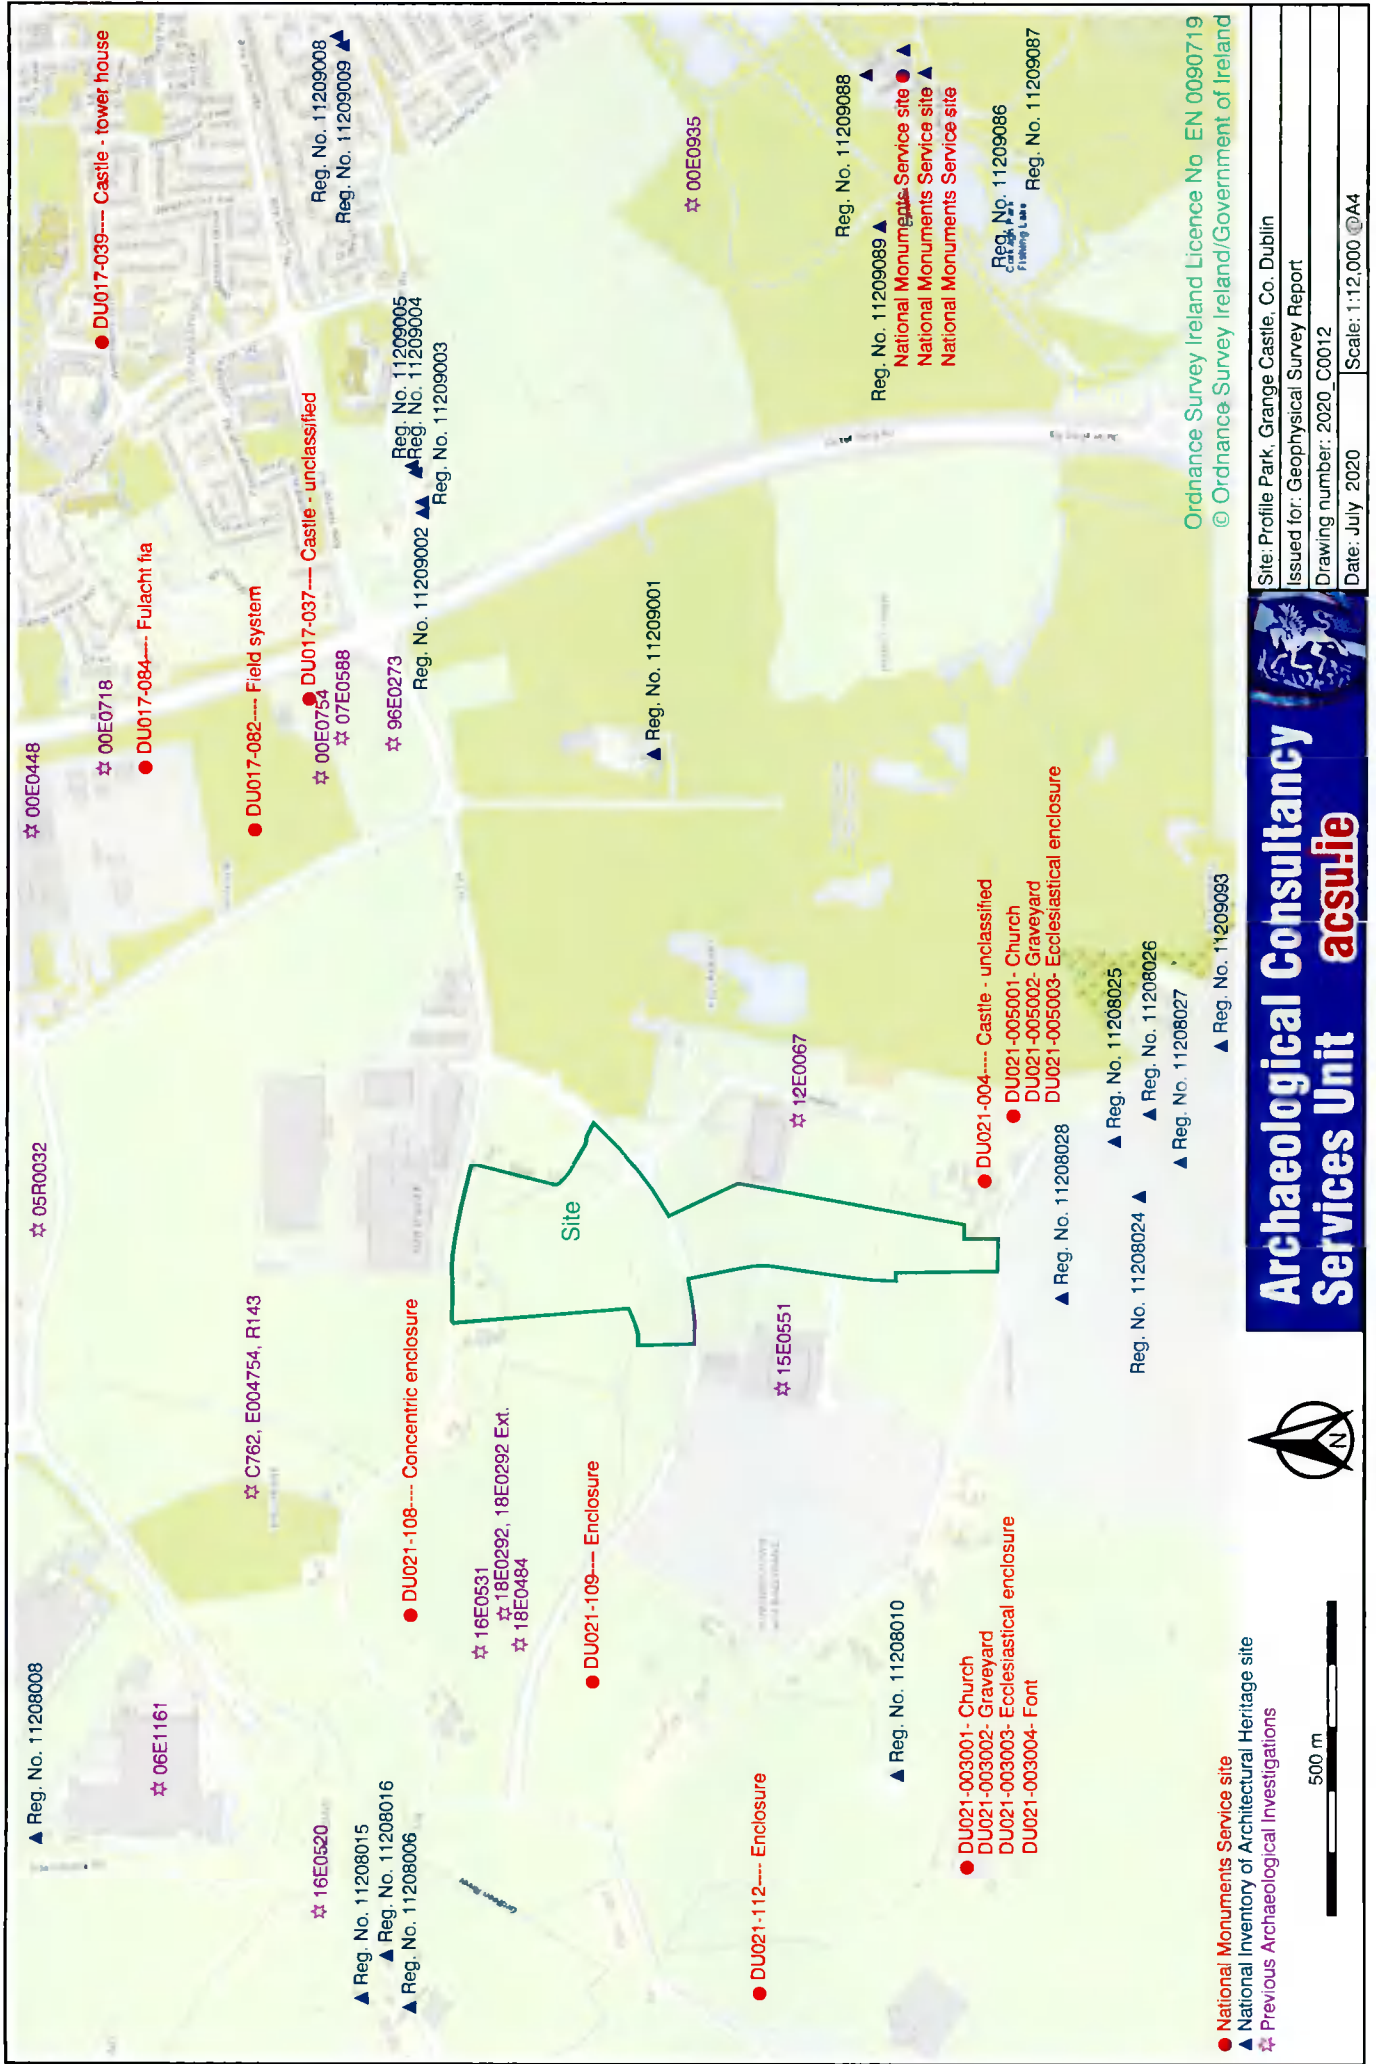 Reg. No. 11208008
06E1161
16E0520
Reg. No. 11208015
Reg. No. 11208016
Reg. No. 11208006
Griffeen River
DU021-112---- Enclosure
Reg. No. 11208010
DU021-003001- Church
DU021-003002- Graveyard
DU021-003003- Ecclesiastical enclosure
DU021-003004- Font
05R0032
C762, E004754, R143
DU021-108---- Concentric enclosure
16E0531
18E0292, 18E0292 Ext.
18E0484
DU021-109---- Enclosure
Site
15E0551
12E0067
DU021-004---- Castle - unclassified
DU021-005001- Church
DU021-005002- Graveyard
DU021-005003- Ecclesiastical enclosure
Reg. No. 11208028
Reg. No. 11208025
Reg. No. 11208024
Reg. No. 11208026
Reg. No. 11208027
Reg. No. 11209093
00E0448
00E0718
DU017-084---- Fulacht fia
DU017-082---- Field system
DU017-037---- Castle - unclassified
00E0754
07E0588
96E0273
Reg. No. 11209002
Reg. No. 11209005
Reg. No. 11209004
Reg. No. 11209003
Reg. No. 11209001
DU017-039---- Castle - tower house
Reg. No. 11209008
Reg. No. 11209009
00E0935
Reg. No. 11209088
Reg. No. 11209089
National Monuments Service site
National Monuments Service site
National Monuments Service site
Reg. No. 11209086
Corkagh Park
Fishing Lake
Reg. No. 11209087
Ordnance Survey Ireland Licence No EN 0090719
© Ordnance Survey Ireland/Government of Ireland
National Monuments Service site
National Inventory of Architectural Heritage site
Previous Archaeological Investigations
500 m
N
Archaeological Consultancy
Services Unit
acsu.ie
Site: Profile Park, Grange Castle, Co. Dublin
Issued for: Geophysical Survey Report
Drawing number: 2020_C0012
Date: July 2020
Scale: 1:12,000 @A4